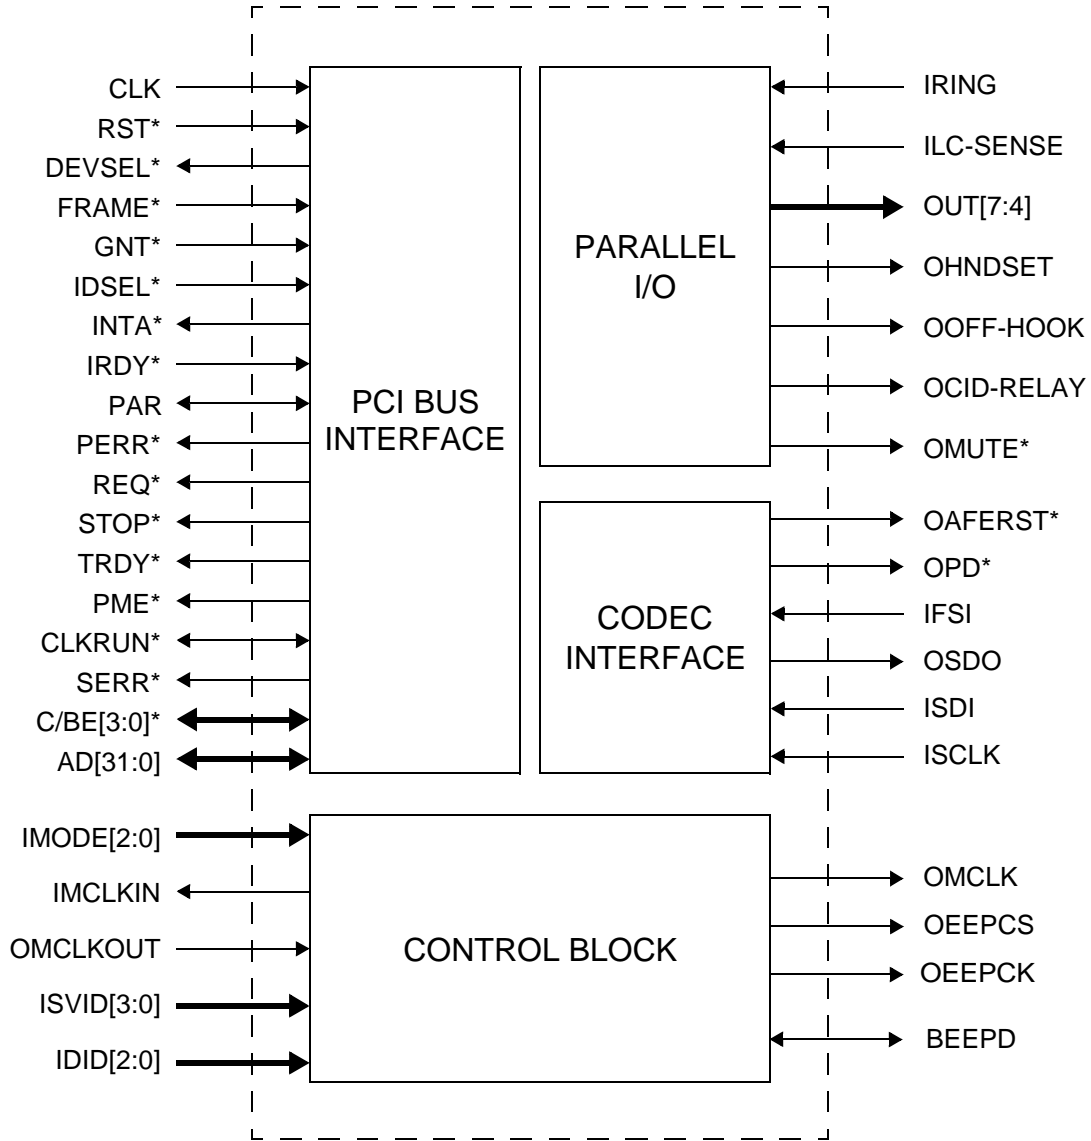 CLK
RST*
DEVSEL*
FRAME*
GNT*
IDSEL*
INTA*
IRDY*
PAR
PERR*
REQ*
STOP*
TRDY*
PME*
CLKRUN*
SERR*
C/BE[3:0]*
AD[31:0]
PCI BUS
INTERFACE
PARALLEL
I/O
IRING
ILC-SENSE
OUT[7:4]
OHNDSET
OOFF-HOOK
OCID-RELAY
OMUTE*
CODEC
INTERFACE
OAFERST*
OPD*
IFSI
OSDO
ISDI
ISCLK
IMODE[2:0]
IMCLKIN
OMCLKOUT
ISVID[3:0]
IDID[2:0]
CONTROL BLOCK
OMCLK
OEEPCS
OEEPCK
BEEPD